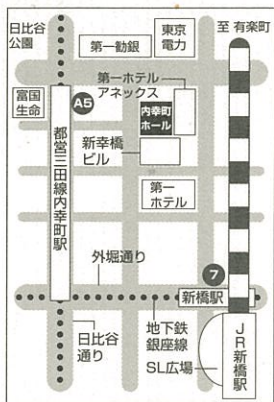 日比谷
公園
第一勧銀
東京
電力
至 有楽町
第一ホテル
アネックス
富国
生命
A5
内幸町
ホール
新幸橋
ビル
都営三田線内幸町駅
第一
ホテル
外堀通り
7
新橋駅
日比谷
通り
地下鉄
銀座線
SL広場
JR新橋駅